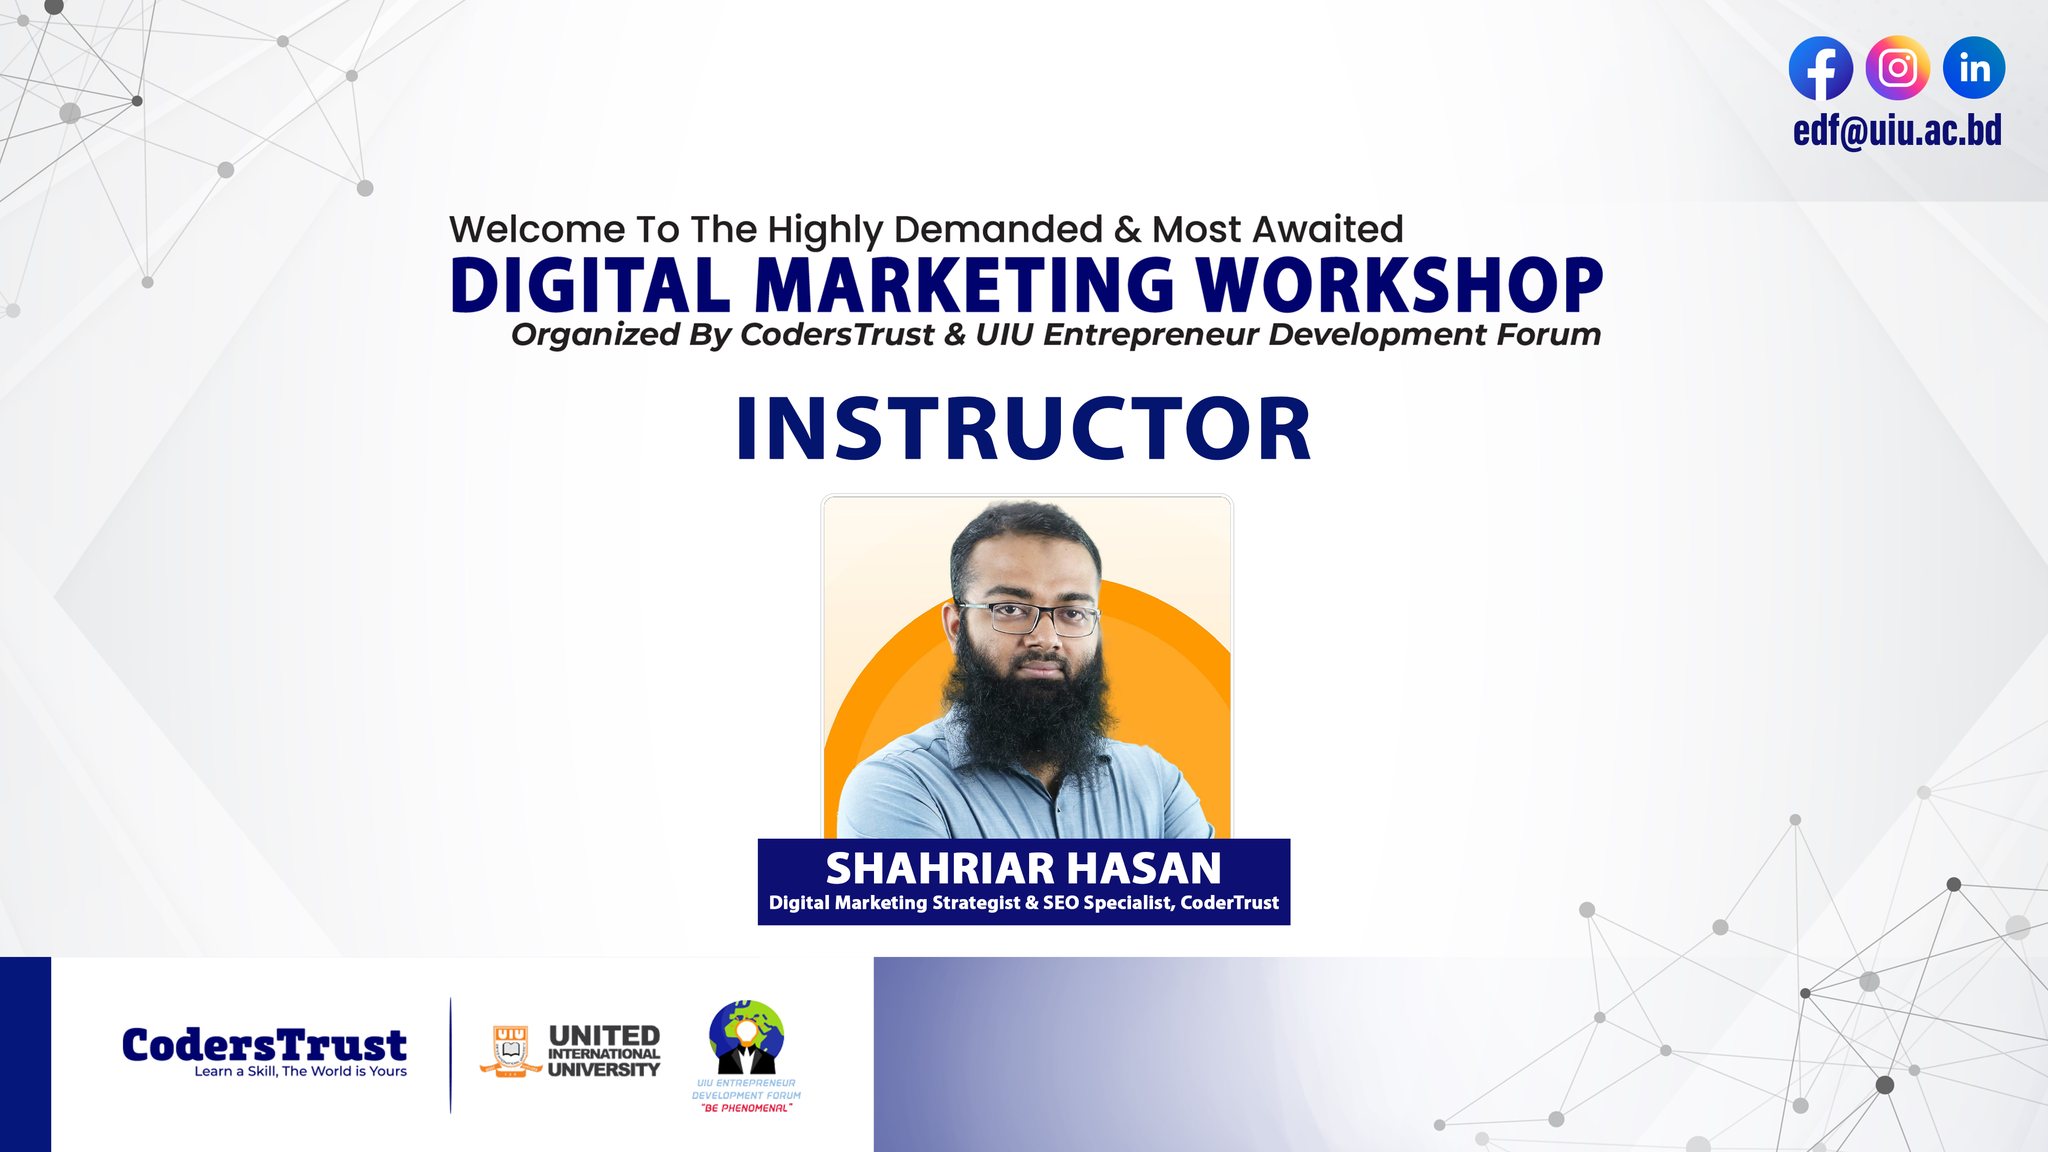 edf@uiu.ac.bd
Welcome To The Highly Demanded & Most Awaited
DIGITAL MARKETING WORKSHOP
Organized By CodersTrust & UIU Entrepreneur Development Forum
INSTRUCTOR
SHAHRIAR HASAN
Digital Marketing Strategist & SEO Specialist, CoderTrust
CodersTrust
Learn a Skill, The World is Yours
UIU
UNITED
INTERNATIONAL
UNIVERSITY
UIU ENTREPRENEUR
DEVELOPMENT FORUM
"BE PHENOMENAL"